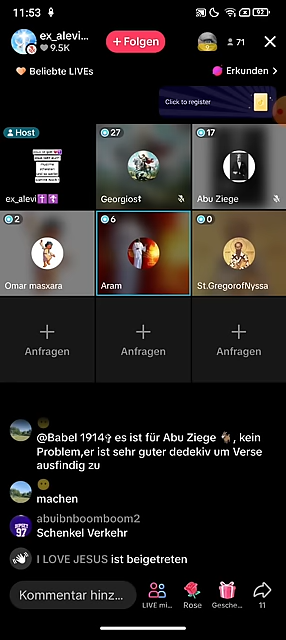 11:53
92
ex_alevi...
9.5K
+ Folgen
71
Beliebte LIVEs
Erkunden >
Click to register
Host
27
17
ex_alevi
Georgios†
Abu Ziege
2
6
0
Omar masxara
Aram
St.GregorofNyssa
Anfragen
Anfragen
Anfragen
@Babel 1914✞ es ist für Abu Ziege 🐐, kein
Problem,er ist sehr guter dedekiv um Verse
ausfindig zu
machen
abuibnboomboom2
Schenkel Verkehr
I LOVE JESUS ist beigetreten
Kommentar hinz...
LIVE mi...
Rose
Gesche...
11